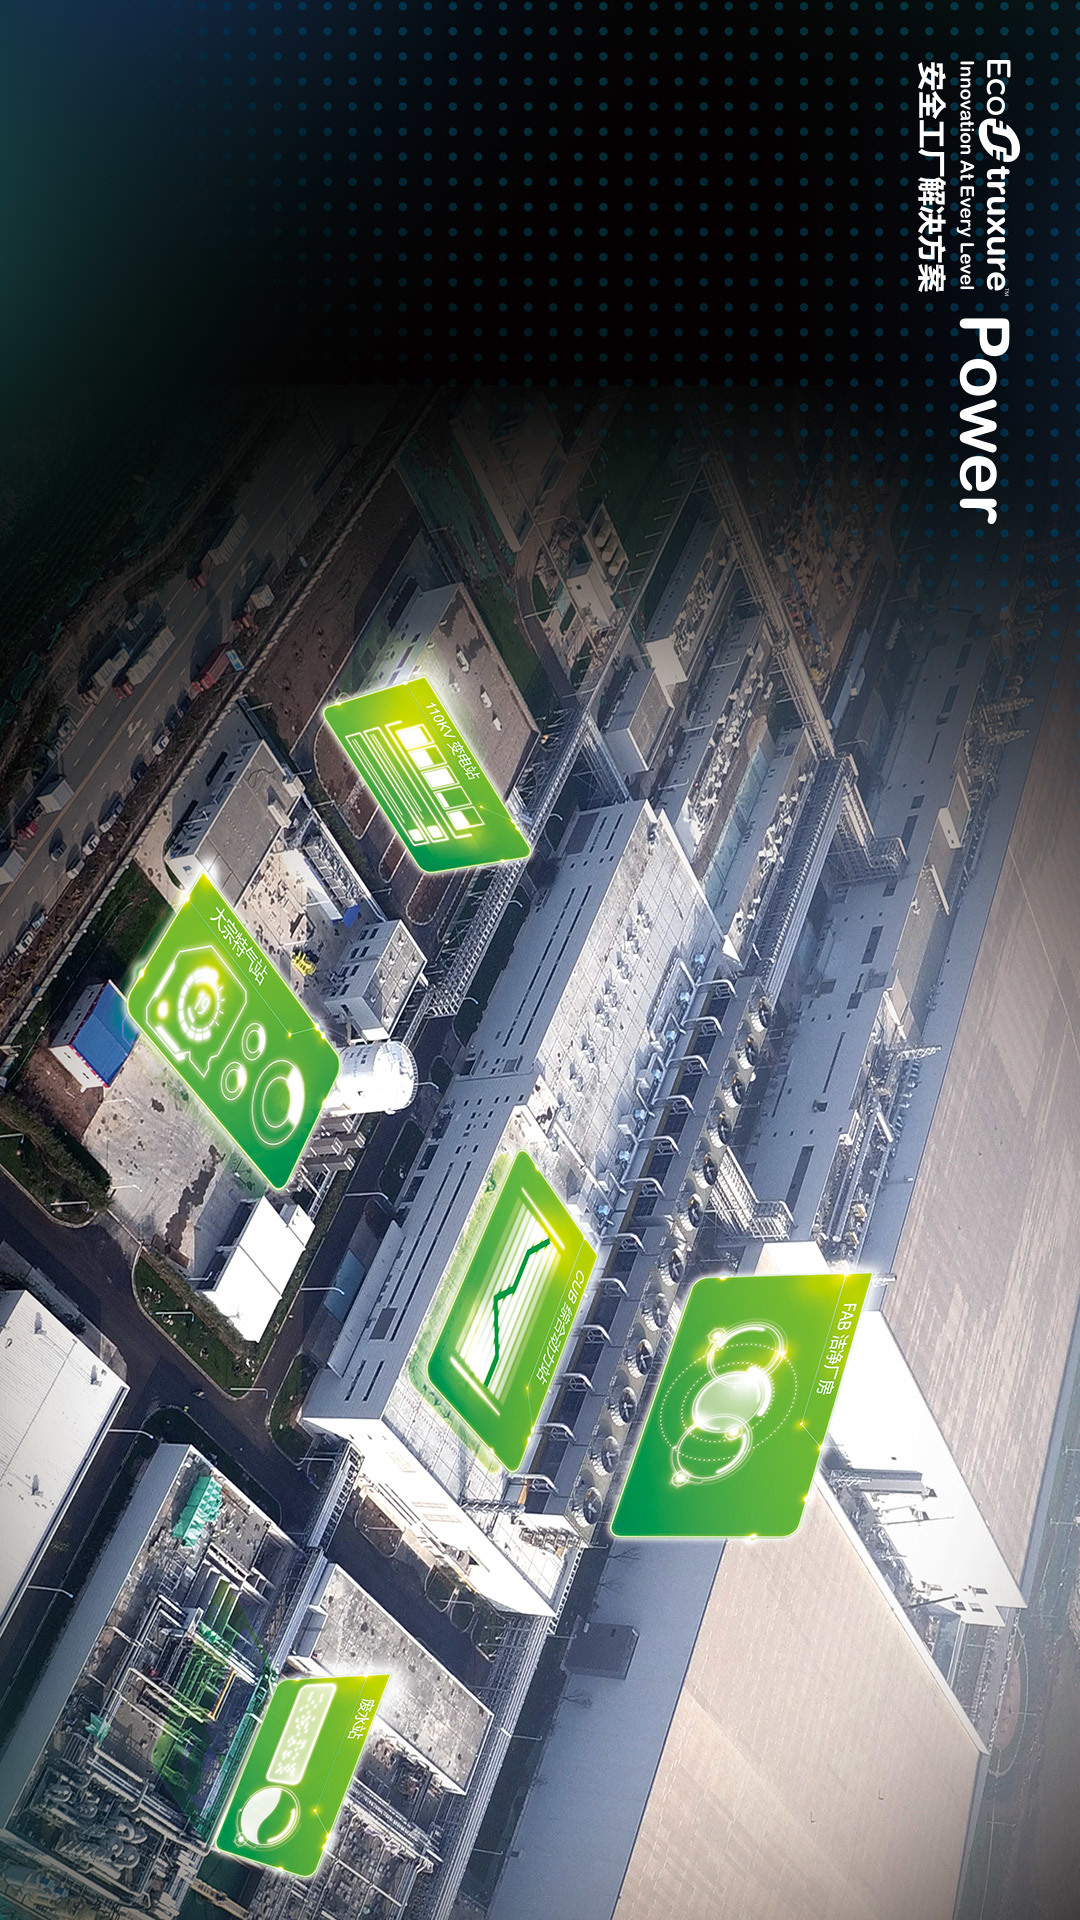 EcoStruxure™ Power
Innovation At Every Level
安全工厂解决方案
110KV 变电站
大宗特气站
CUB 综合动力站
FAB 洁净厂房
废水站